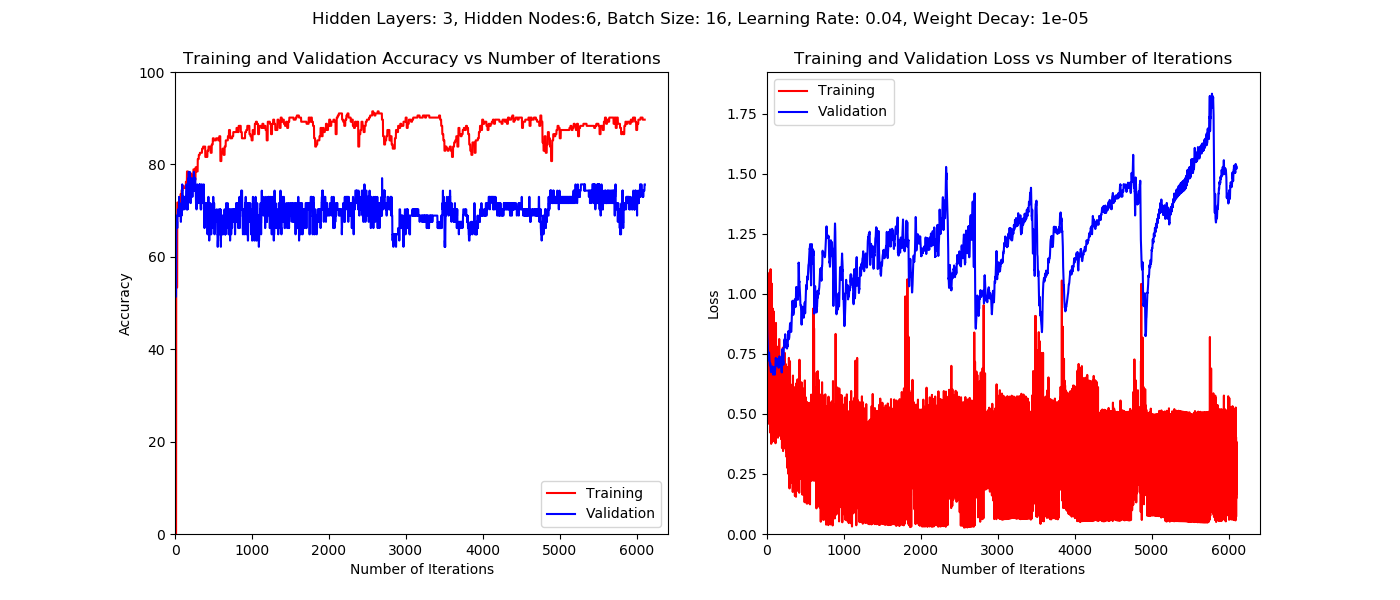 Hidden Layers: 3, Hidden Nodes:6, Batch Size: 16, Learning Rate: 0.04, Weight Decay: 1e-05
Training and Validation Accuracy vs Number of Iterations
100
80
60
40
20
0
Accuracy
0 1000 2000 3000 4000 5000 6000
Number of Iterations
Training
Validation
Training and Validation Loss vs Number of Iterations
Training
Validation
1.75
1.50
1.25
1.00
0.75
0.50
0.25
0.00
Loss
0 1000 2000 3000 4000 5000 6000
Number of Iterations